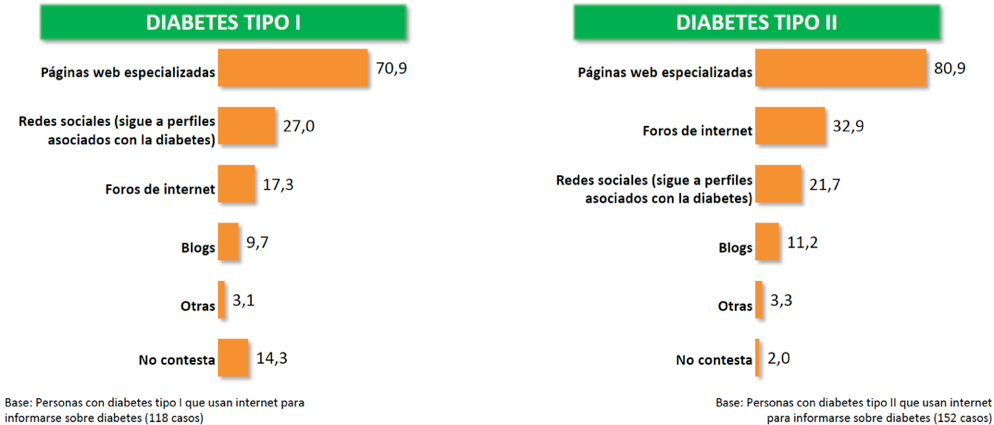 DIABETES TIPO I
Páginas web especializadas
70,9
Redes sociales (sigue a perfiles
asociados con la diabetes)
27,0
Foros de internet
17,3
Blogs
9,7
Otras
3,1
No contesta
14,3
Base: Personas con diabetes tipo I que usan internet para
informarse sobre diabetes (118 casos)
DIABETES TIPO II
Páginas web especializadas
80,9
Foros de internet
32,9
Redes sociales (sigue a perfiles
asociados con la diabetes)
21,7
Blogs
11,2
Otras
3,3
No contesta
2,0
Base: Personas con diabetes tipo II que usan internet
para informarse sobre diabetes (152 casos)